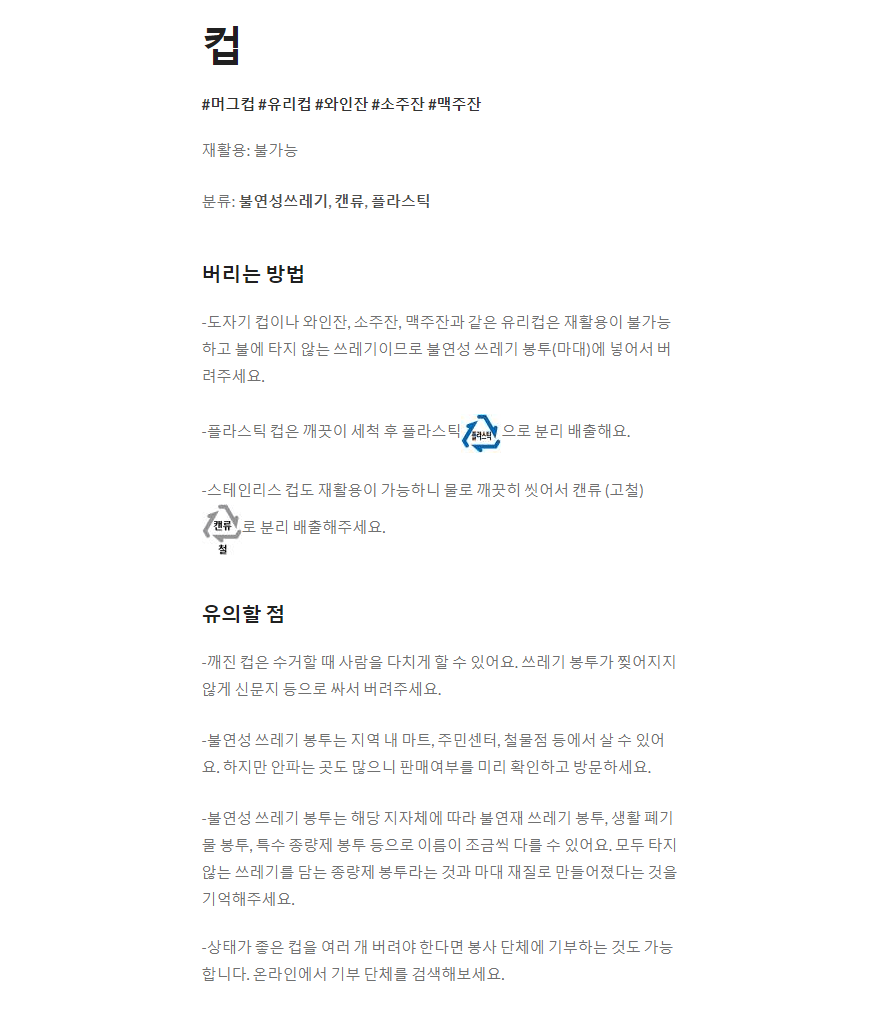 컵
#머그컵 #유리컵 #와인잔 #소주잔 #맥주잔
재활용: 불가능
분류: 불연성쓰레기, 캔류, 플라스틱
버리는 방법
-도자기 컵이나 와인잔, 소주잔, 맥주잔과 같은 유리컵은 재활용이 불가능
하고 불에 타지 않는 쓰레기이므로 불연성 쓰레기 봉투(마대)에 넣어서 버
려주세요.
-플라스틱 컵은 깨끗이 세척 후 플라스틱 플라스틱 으로 분리 배출해요.
-스테인리스 컵도 재활용이 가능하니 물로 깨끗히 씻어서 캔류 (고철)
캔류 로 분리 배출해주세요.
철
유의할 점
-깨진 컵은 수거할 때 사람을 다치게 할 수 있어요. 쓰레기 봉투가 찢어지지
않게 신문지 등으로 싸서 버려주세요.
-불연성 쓰레기 봉투는 지역 내 마트, 주민센터, 철물점 등에서 살 수 있어
요. 하지만 안파는 곳도 많으니 판매여부를 미리 확인하고 방문하세요.
-불연성 쓰레기 봉투는 해당 지자체에 따라 불연재 쓰레기 봉투, 생활 폐기
물 봉투, 특수 종량제 봉투 등으로 이름이 조금씩 다를 수 있어요. 모두 타지
않는 쓰레기를 담는 종량제 봉투라는 것과 마대 재질로 만들어졌다는 것을
기억해주세요.
-상태가 좋은 컵을 여러 개 버려야 한다면 봉사 단체에 기부하는 것도 가능
합니다. 온라인에서 기부 단체를 검색해보세요.